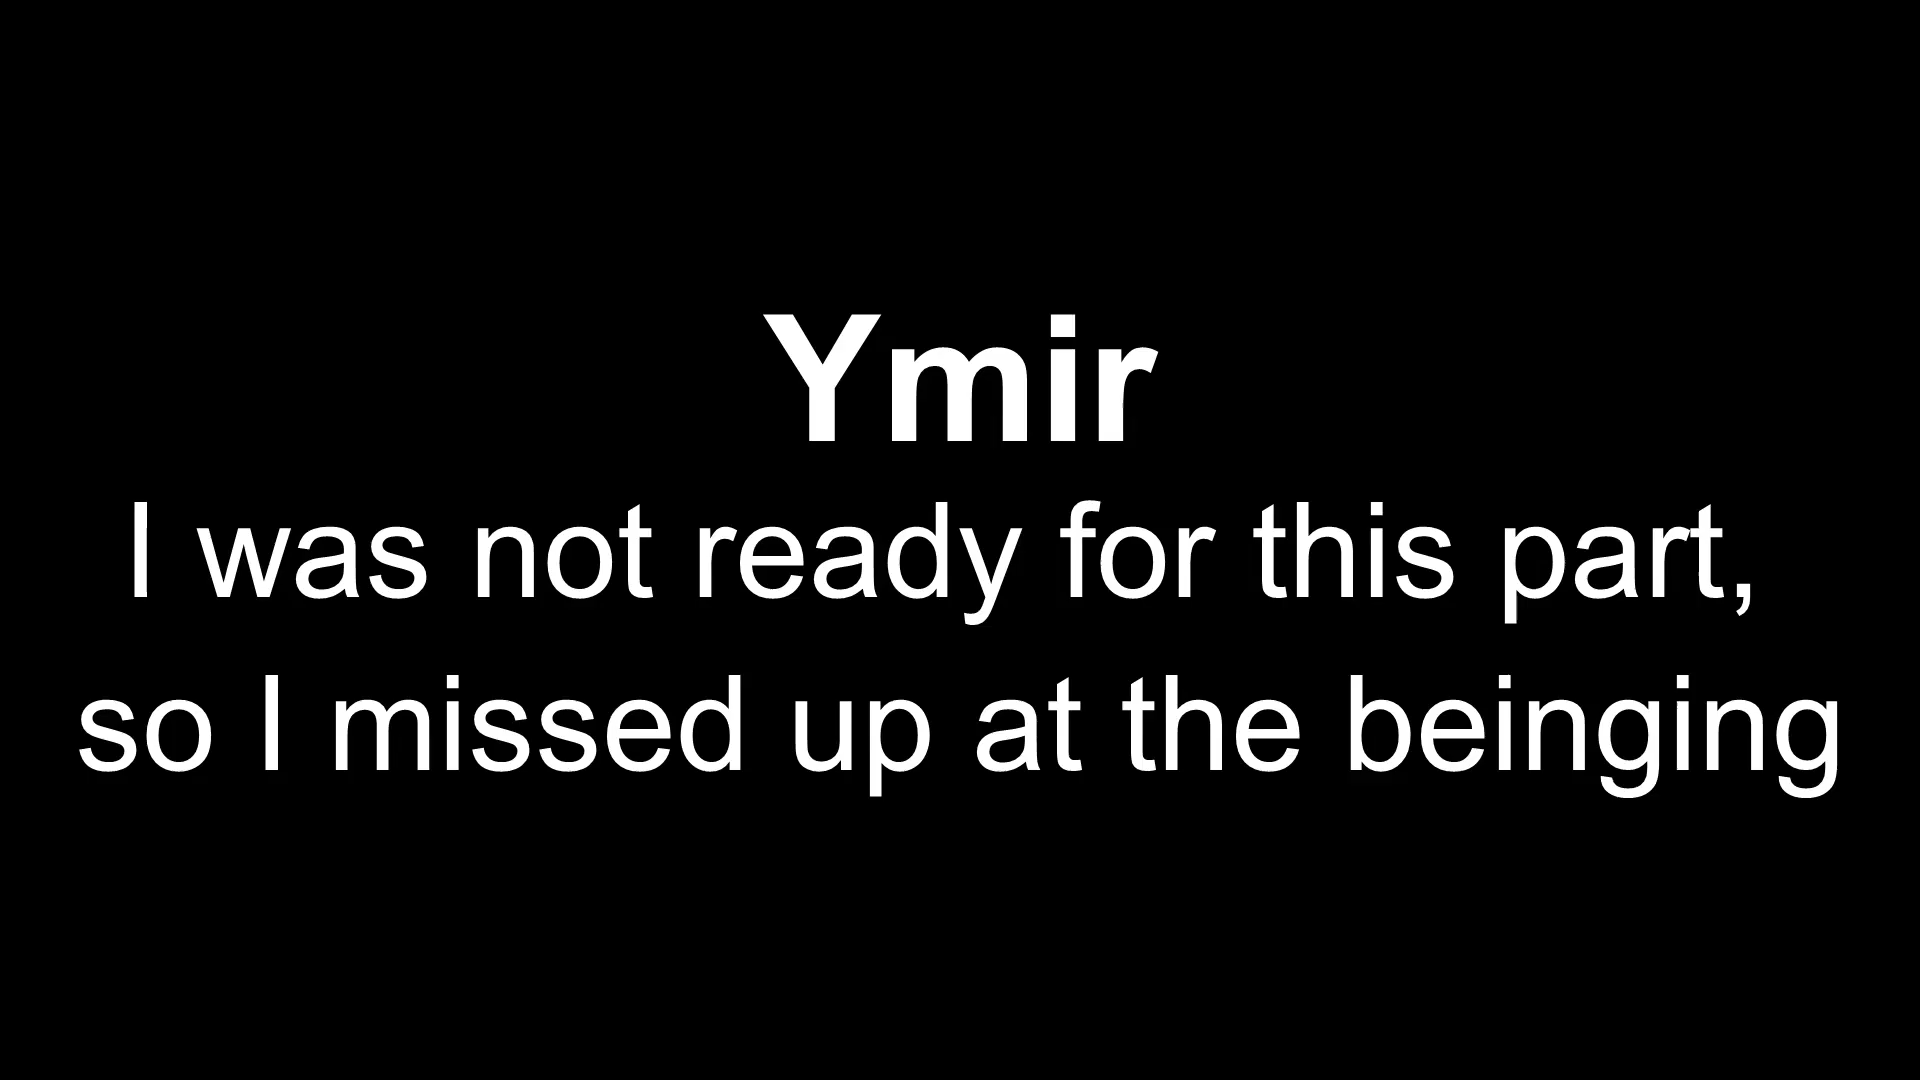 Ymir
I was not ready for this part,
so I missed up at the beinging